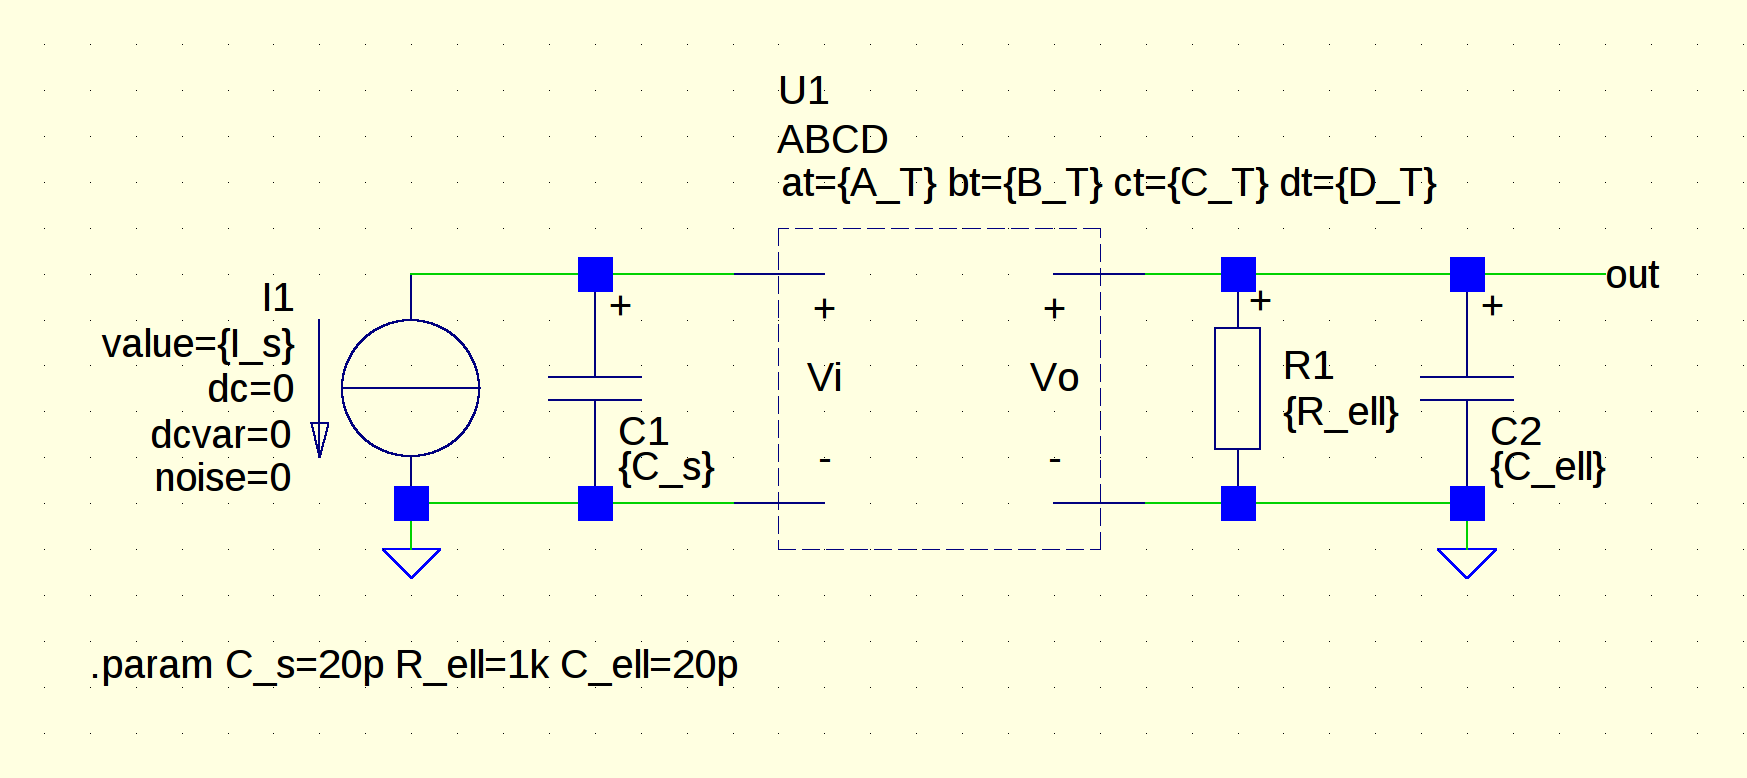 U1
ABCD
at={A_T} bt={B_T} ct={C_T} dt={D_T}
I1
value={I_s}
dc=0
dcvar=0
noise=0
+
C1
{C_s}
+
Vi
-
+
Vo
-
+
R1
{R_ell}
+
C2
{C_ell}
out
.param C_s=20p R_ell=1k C_ell=20p